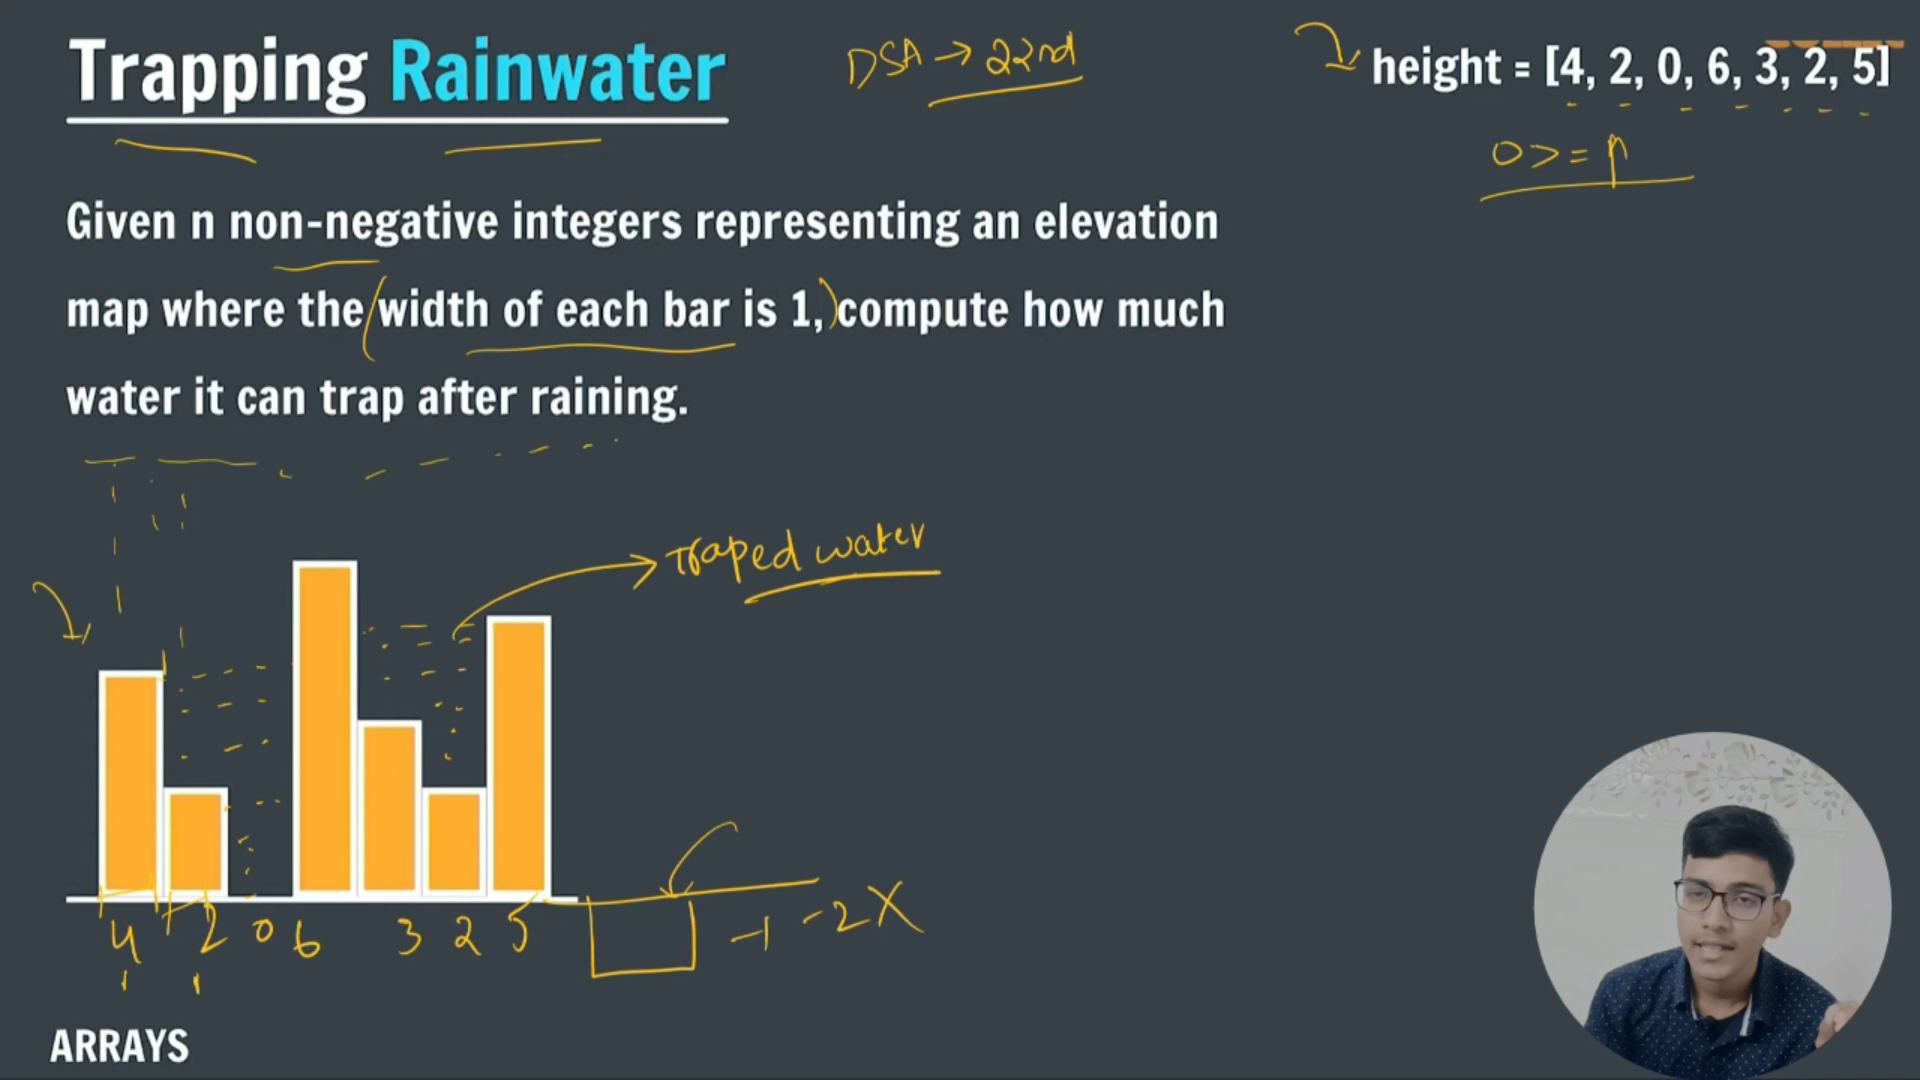 Trapping Rainwater
DSA → 22nd
height = [4, 2, 0, 6, 3, 2, 5]
0 > =
Given n non-negative integers representing an elevation
map where the (width of each bar is 1,) compute how much
water it can trap after raining.
Traped water
4 2 0 6 3 2 5 -1 -2 X
ARRAYS